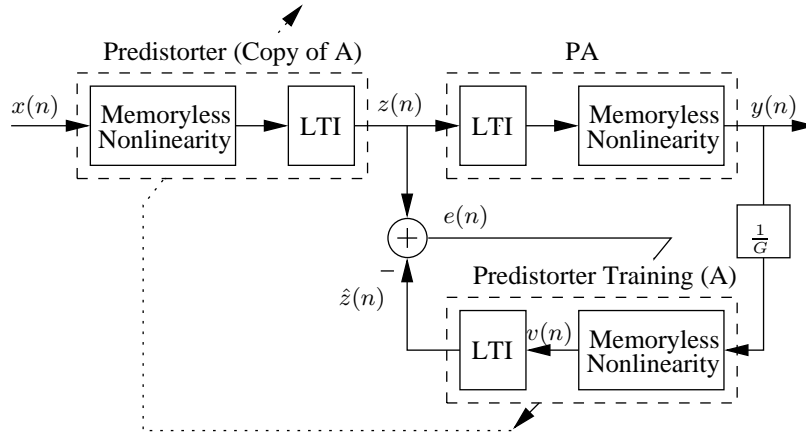 Predistorter (Copy of A)
PA
x(n)
Memoryless
Nonlinearity
LTI
z(n)
LTI
Memoryless
Nonlinearity
y(n)
e(n)
+
−
1/G
Predistorter Training (A)
ẑ(n)
LTI
v(n)
Memoryless
Nonlinearity